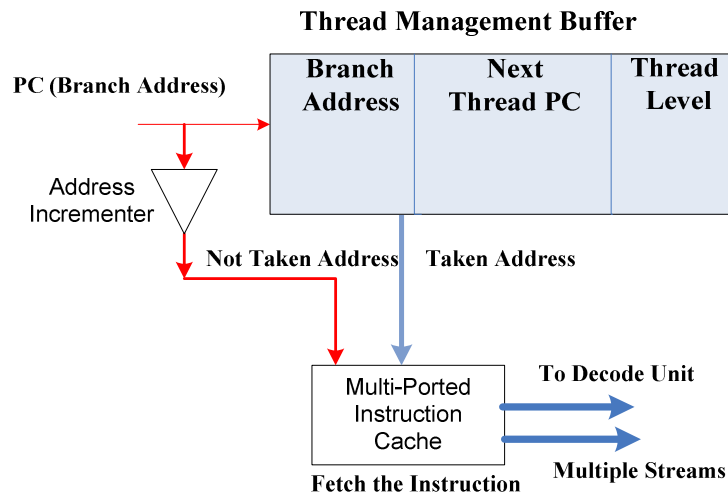 Thread Management Buffer
PC (Branch Address)
Branch
Address
Next
Thread PC
Thread
Level
Address
Incrementer
Not Taken Address
Taken Address
Multi-Ported
Instruction
Cache
To Decode Unit
Multiple Streams
Fetch the Instruction